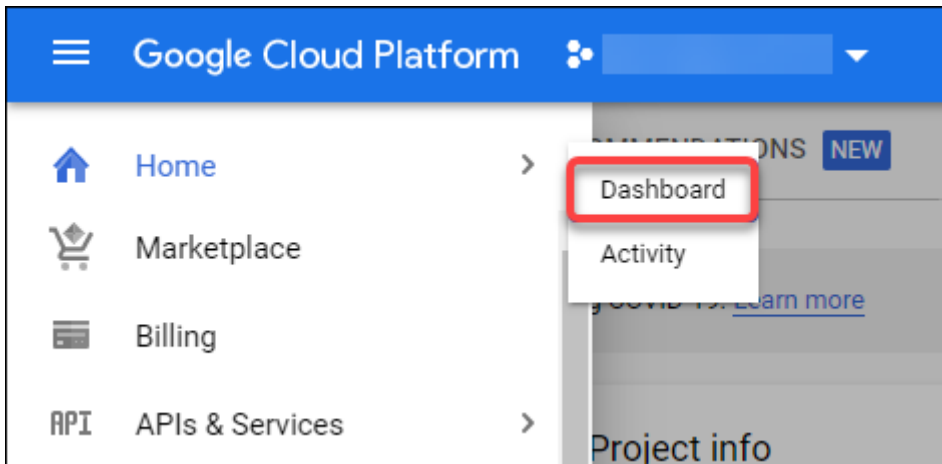 Google Cloud Platform
Home
Dashboard
NEW
Marketplace
Activity
Learn more
Billing
API APIs & Services
Project info